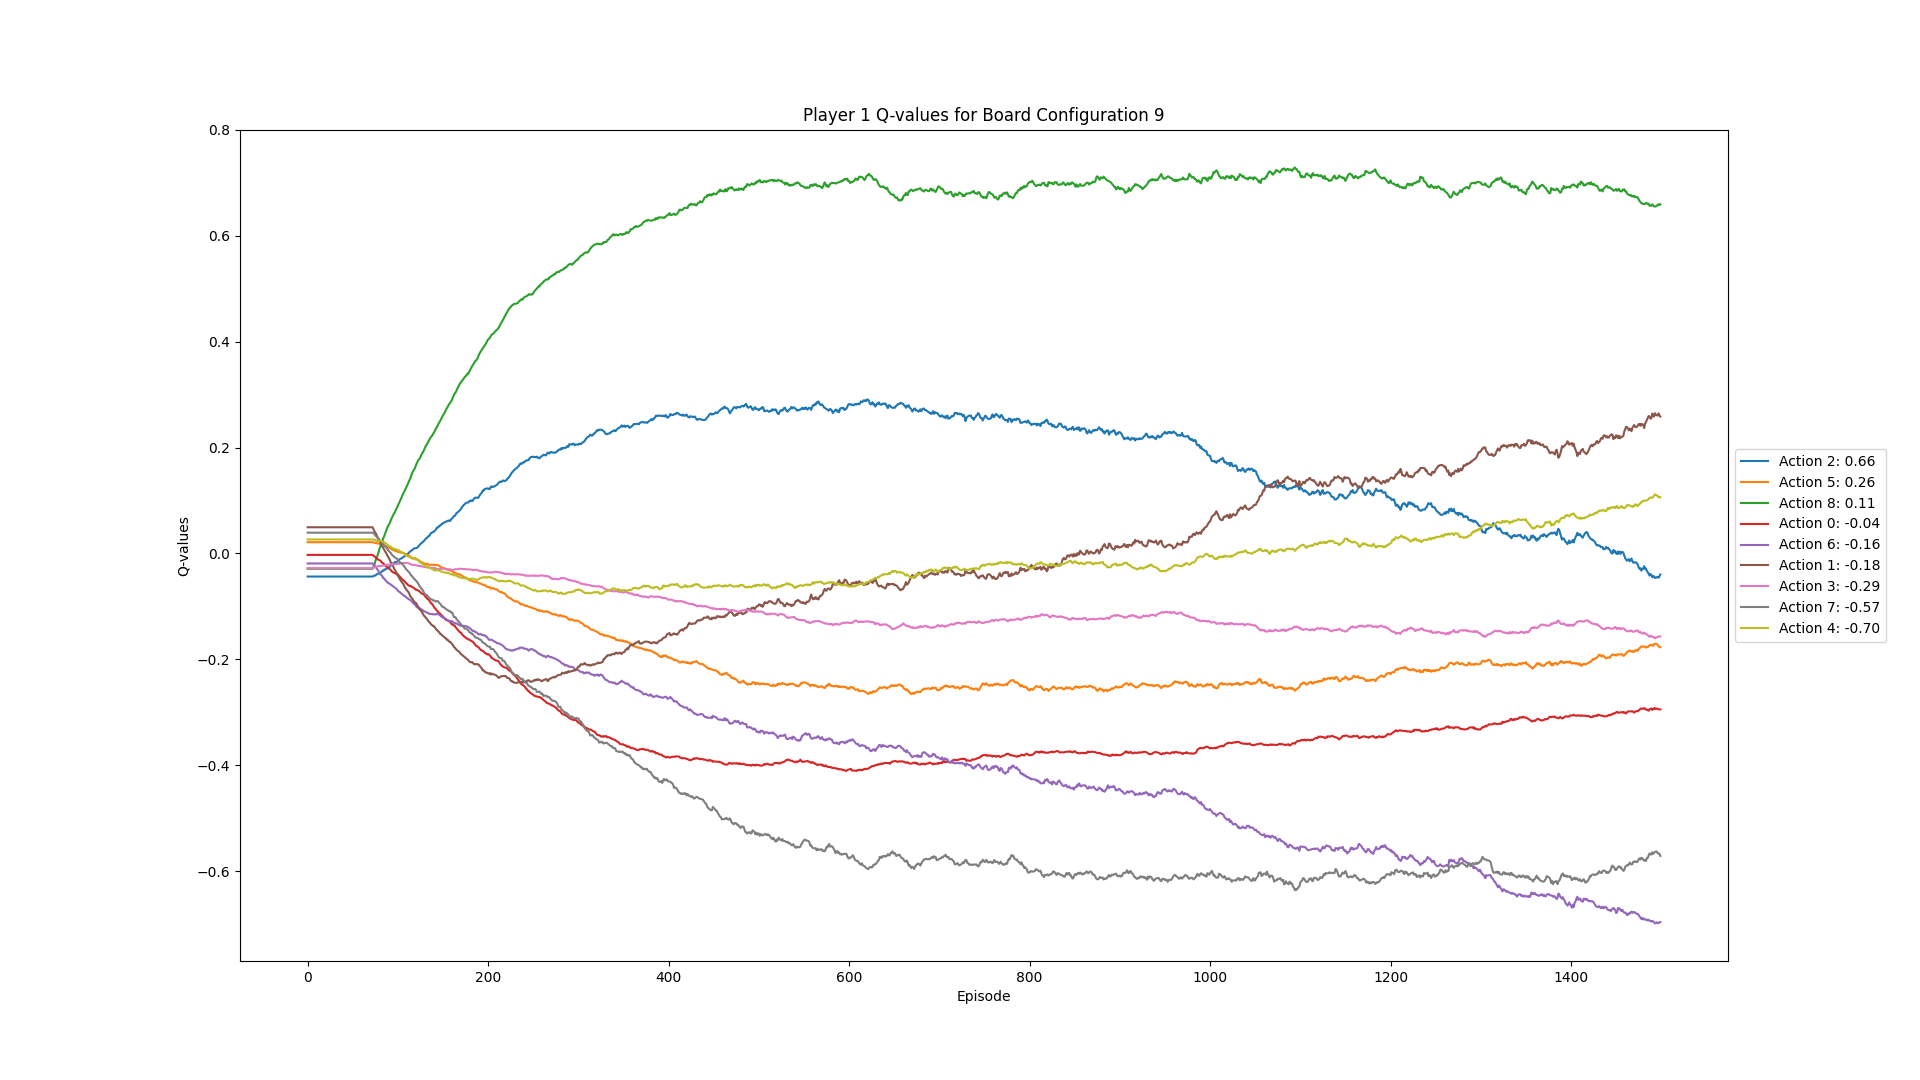 Player 1 Q-values for Board Configuration 9
0.8
0.6
0.4
0.2
0.0
−0.2
−0.4
−0.6
Q-values
0
200
400
600
800
1000
1200
1400
Episode
Action 2: 0.66
Action 5: 0.26
Action 8: 0.11
Action 0: -0.04
Action 6: -0.16
Action 1: -0.18
Action 3: -0.29
Action 7: -0.57
Action 4: -0.70